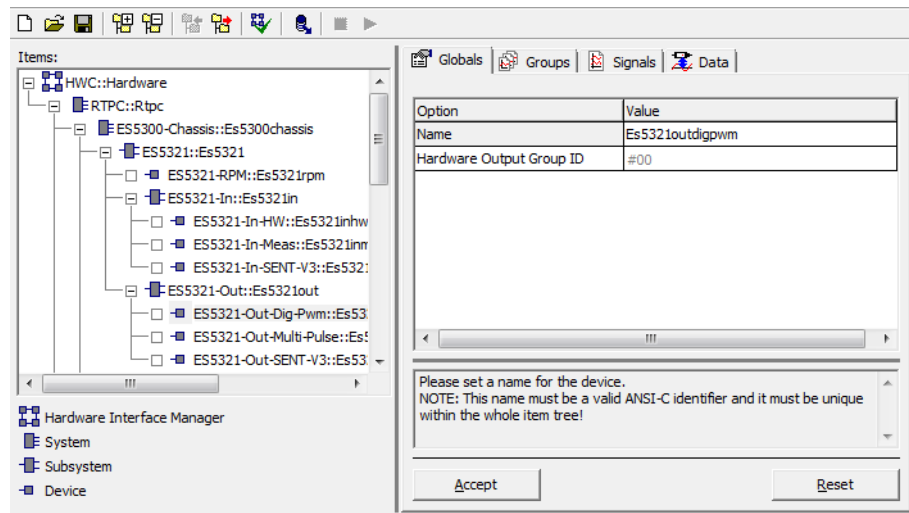 Items:
HWC::Hardware
RTPC::Rtpc
ES5300-Chassis::Es5300chassis
ES5321::Es5321
ES5321-RPM::Es5321rpm
ES5321-In::Es5321in
ES5321-In-HW::Es5321inhw
ES5321-In-Meas::Es5321inm
ES5321-In-SENT-V3::Es5321
ES5321-Out::Es5321out
ES5321-Out-Dig-Pwm::Es53
ES5321-Out-Multi-Pulse::Es5
ES5321-Out-SENT-V3::Es53
Hardware Interface Manager
System
Subsystem
Device
Globals Groups Signals Data
Option Value
Name Es5321outdigpwm
Hardware Output Group ID #00
Please set a name for the device.
NOTE: This name must be a valid ANSI-C identifier and it must be unique
within the whole item tree!
Accept Reset